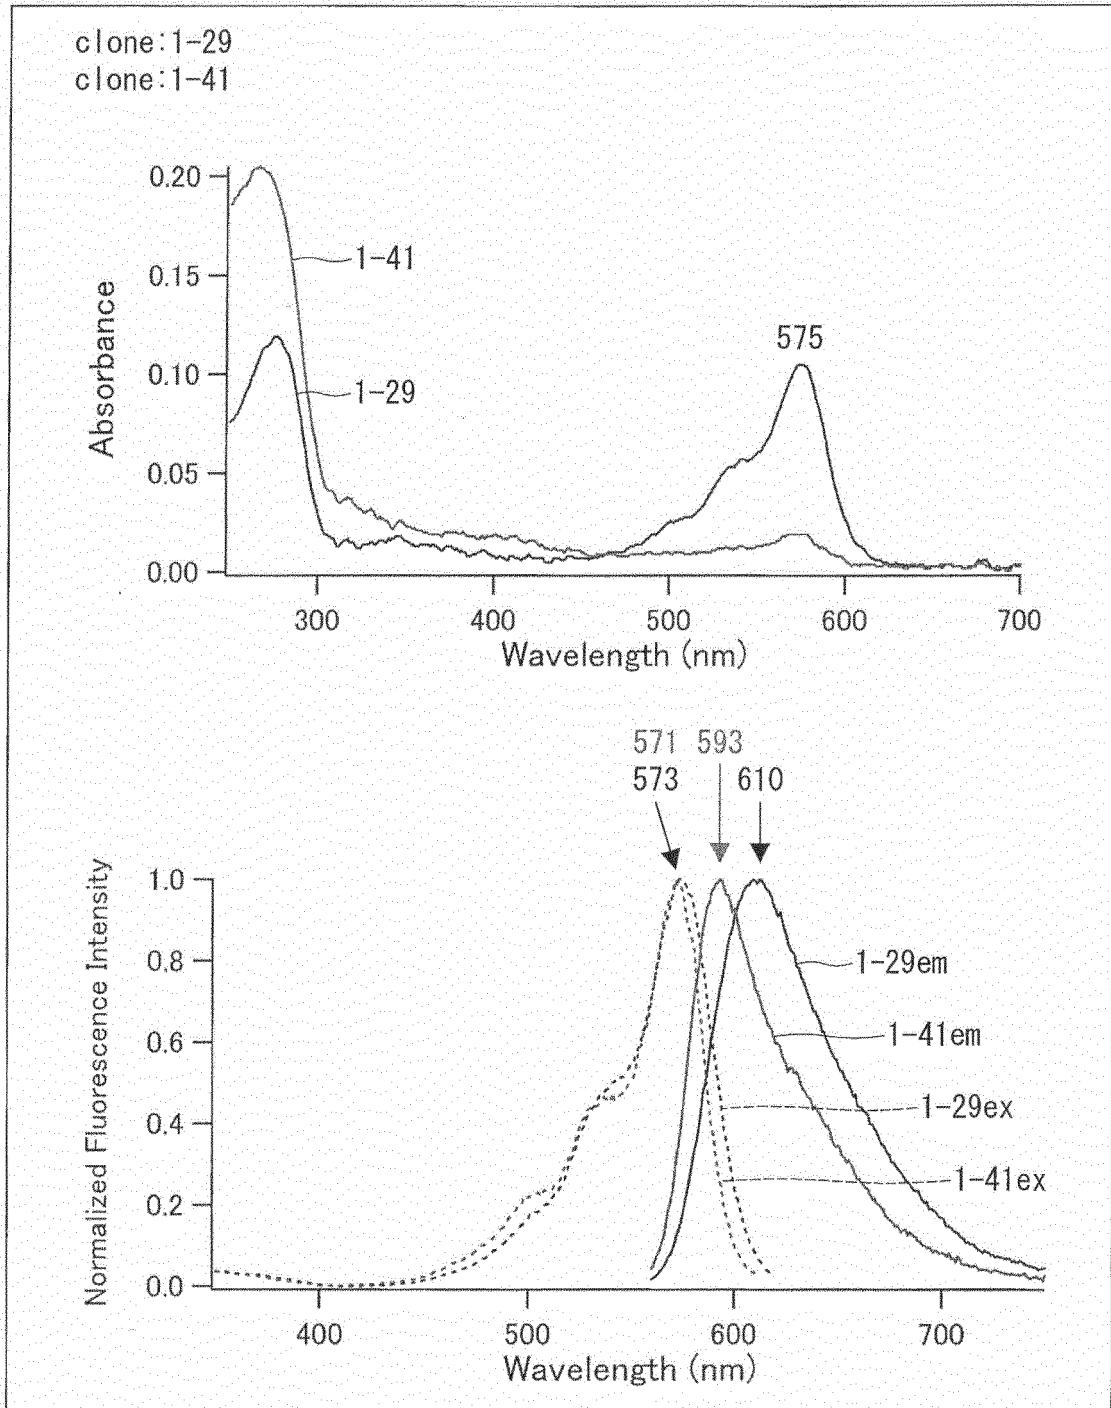 clone:1-29
clone:1-41
Absorbance
0.20
0.15
0.10
0.05
0.00
1-41
1-29
575
300 400 500 600 700
Wavelength (nm)
571 593
573 610
Normalized Fluorescence Intensity
1.0
0.8
0.6
0.4
0.2
0.0
1-29em
1-41em
1-29ex
1-41ex
400 500 600 700
Wavelength (nm)